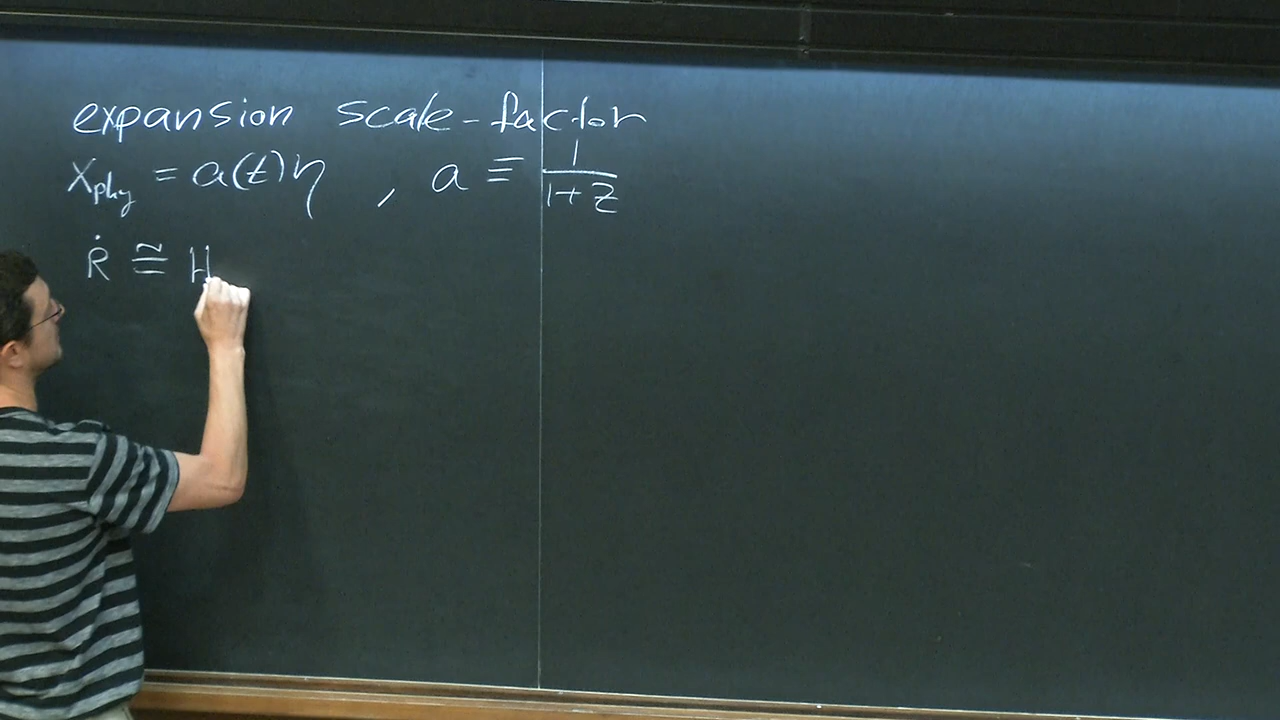 expansion scale-factor
x_phy = a(t)η , a ≡ 1/(1+z)
Ṙ ≅ H